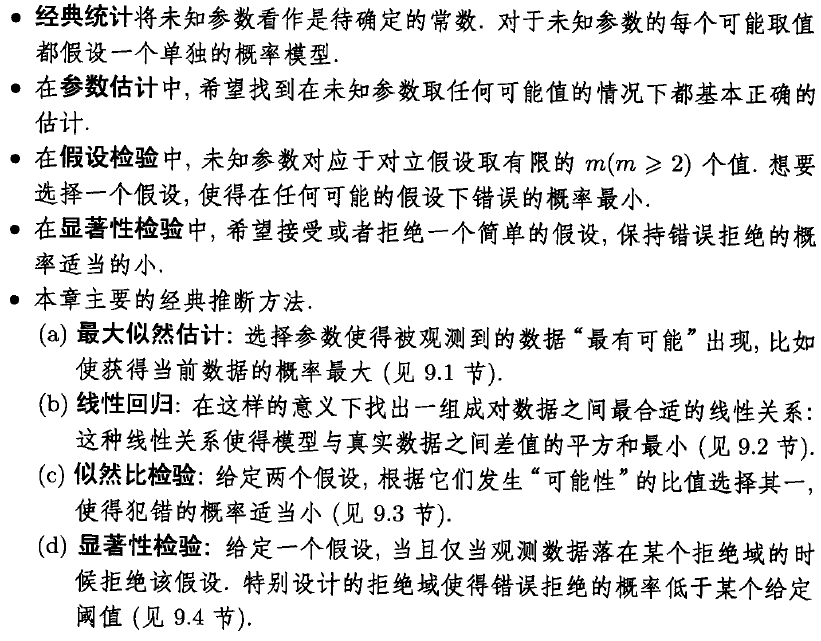 • 经典统计将未知参数看作是待确定的常数. 对于未知参数的每个可能取值
都假设一个单独的概率模型.
• 在参数估计中, 希望找到在未知参数取任何可能值的情况下都基本正确的
估计.
• 在假设检验中, 未知参数对应于对立假设取有限的 m(m ⩾ 2) 个值. 想要
选择一个假设, 使得在任何可能的假设下错误的概率最小.
• 在显著性检验中, 希望接受或者拒绝一个简单的假设, 保持错误拒绝的概
率适当的小.
• 本章主要的经典推断方法.
(a) 最大似然估计: 选择参数使得被观测到的数据“最有可能”出现, 比如
使获得当前数据的概率最大 (见 9.1 节).
(b) 线性回归: 在这样的意义下找出一组成对数据之间最合适的线性关系:
这种线性关系使得模型与真实数据之间差值的平方和最小 (见 9.2 节).
(c) 似然比检验: 给定两个假设, 根据它们发生“可能性”的比值选择其一,
使得犯错的概率适当小 (见 9.3 节).
(d) 显著性检验: 给定一个假设, 当且仅当观测数据落在某个拒绝域的时
候拒绝该假设. 特别设计的拒绝域使得错误拒绝的概率低于某个给定
阈值 (见 9.4 节).